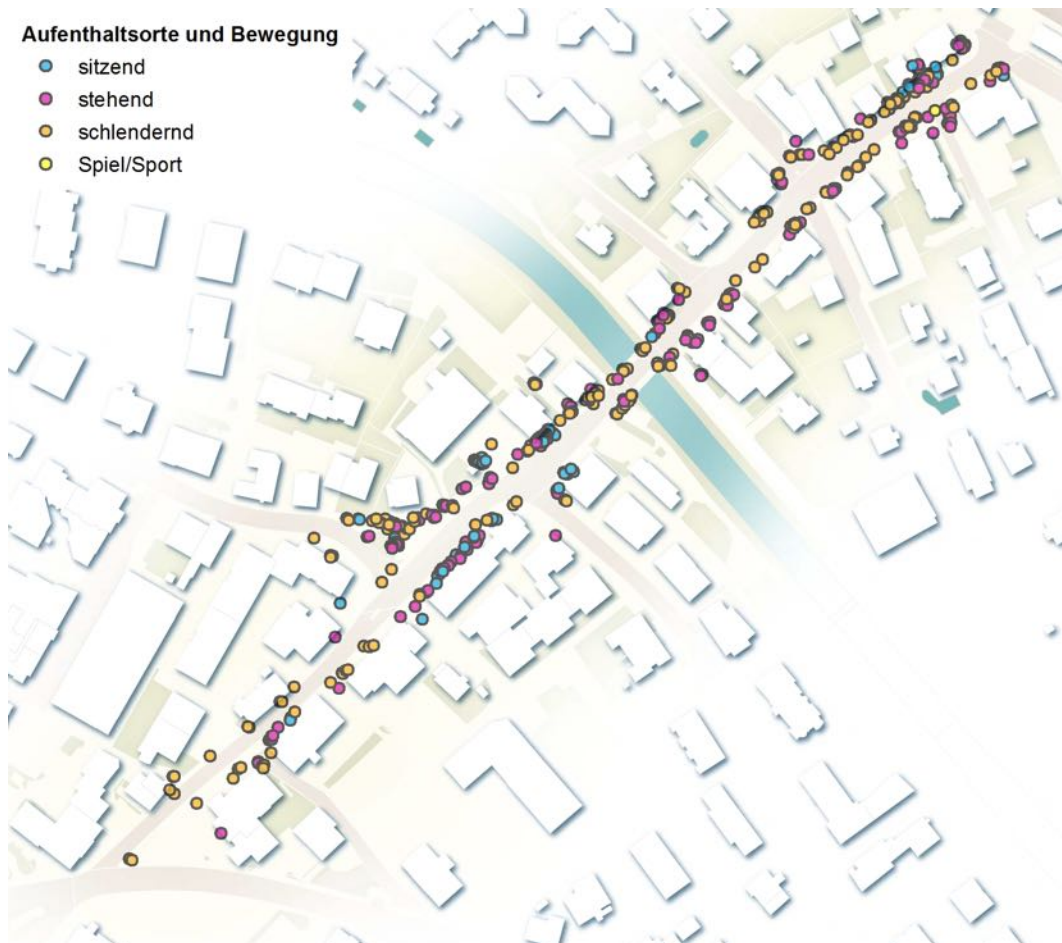 Aufenthaltsorte und Bewegung
sitzend
stehend
schlendernd
Spiel/Sport